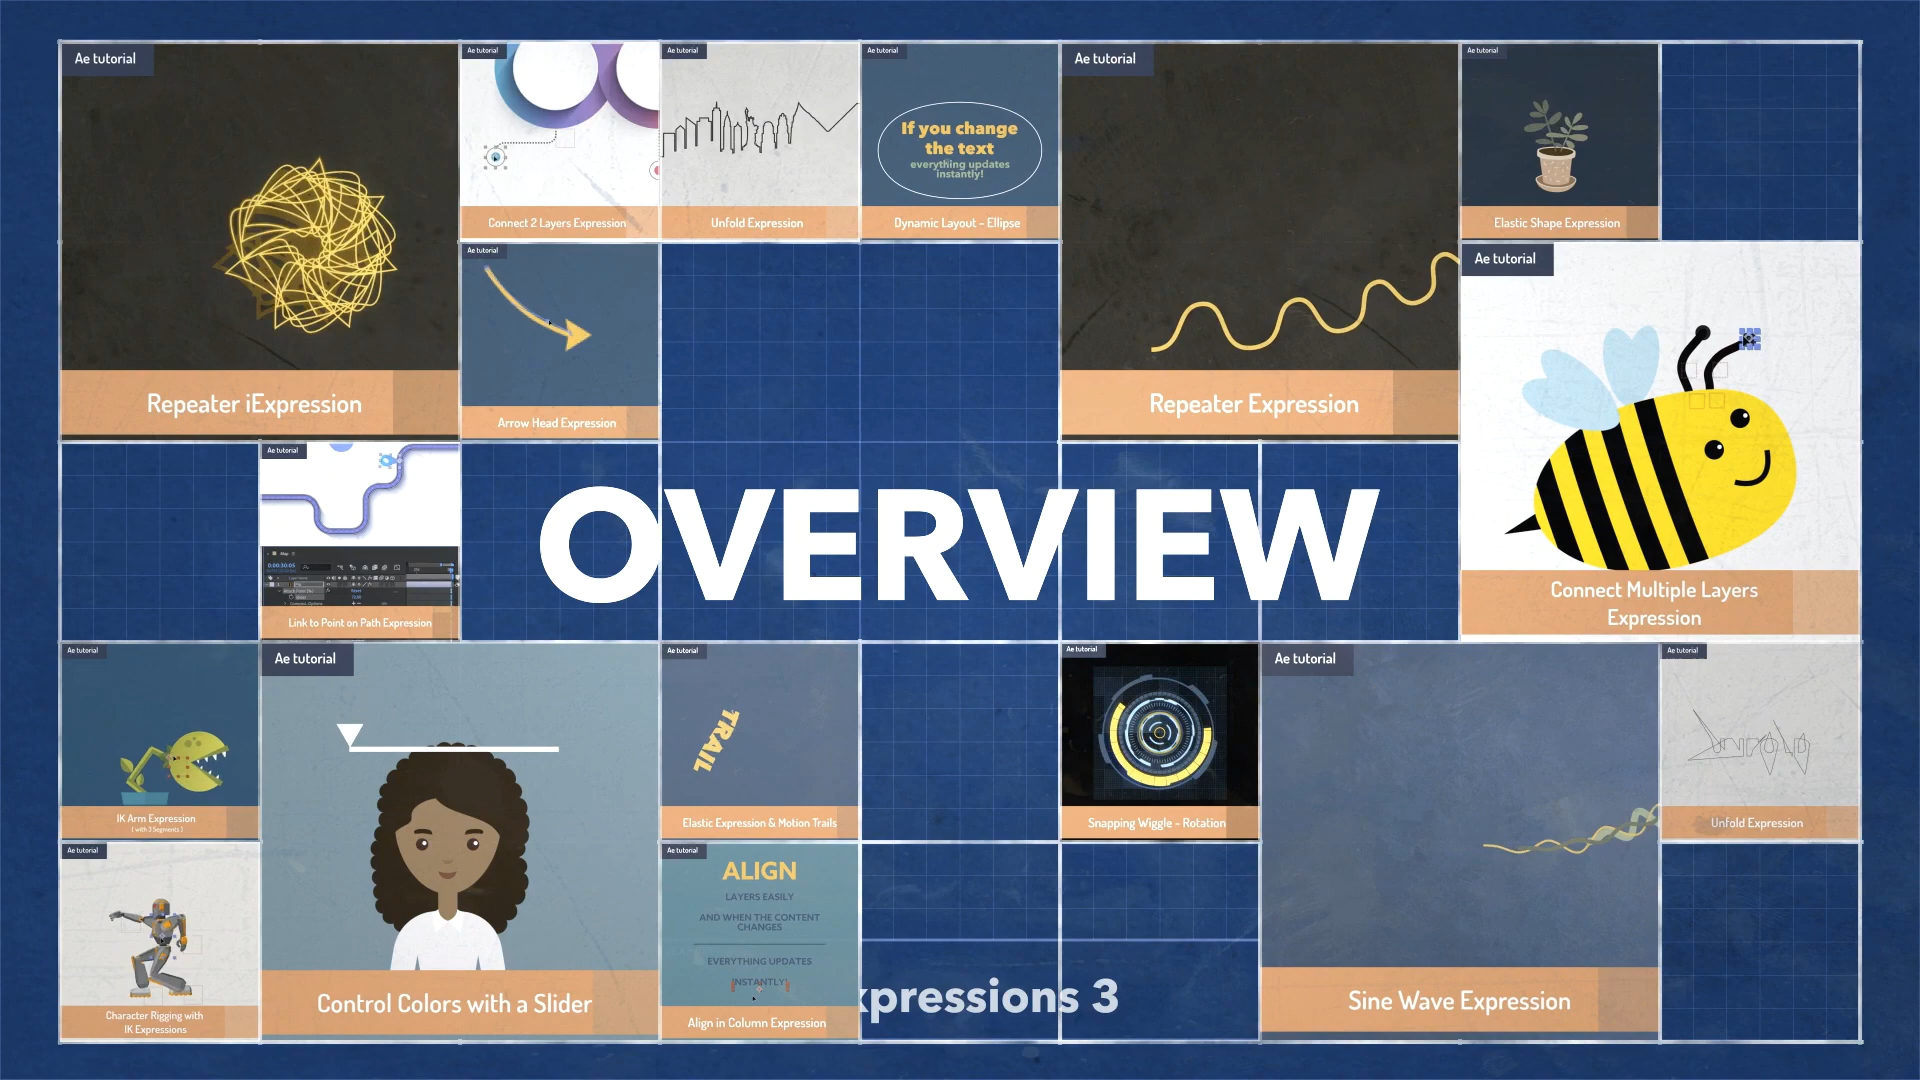 Ae tutorial
Repeater iExpression
Ae tutorial
Connect 2 Layers Expression
Ae tutorial
Unfold Expression
Ae tutorial
If you change
the text
everything updates
instantly!
Dynamic Layout - Ellipse
Ae tutorial
Repeater Expression
Ae tutorial
Elastic Shape Expression
Ae tutorial
Arrow Head Expression
Ae tutorial
Connect Multiple Layers
Expression
Ae tutorial
Link to Point on Path Expression
OVERVIEW
Ae tutorial
IK Arm Expression
( with 3 Segments )
Ae tutorial
Control Colors with a Slider
Ae tutorial
TRAIL
Elastic Expression & Motion Trails
Ae tutorial
Snapping Wiggle - Rotation
Ae tutorial
Sine Wave Expression
Ae tutorial
Unfold
Unfold Expression
Ae tutorial
Character Rigging with
IK Expressions
Ae tutorial
ALIGN
LAYERS EASILY
AND WHEN THE CONTENT
CHANGES
EVERYTHING UPDATES
INSTANTLY!
Align in Column Expression
xpressions 3